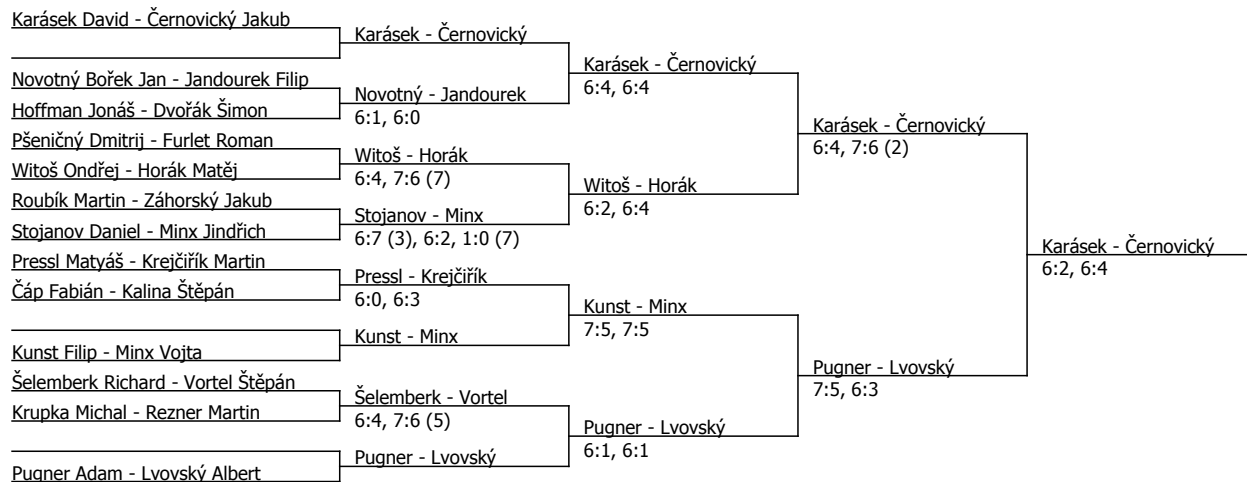 Karásek David - Černovický Jakub
Karásek - Černovický
Karásek - Černovický
6:4, 6:4
Novotný Bořek Jan - Jandourek Filip
Novotný - Jandourek
Hoffman Jonáš - Dvořák Šimon
6:1, 6:0
Karásek - Černovický
6:4, 7:6 (2)
Pšeničný Dmitrij - Furlet Roman
Witoš - Horák
Witoš Ondřej - Horák Matěj
6:4, 7:6 (7)
Witoš - Horák
6:2, 6:4
Roubík Martin - Záhorský Jakub
Stojanov - Minx
Stojanov Daniel - Minx Jindřich
6:7 (3), 6:2, 1:0 (7)
Karásek - Černovický
6:2, 6:4
Pressl Matyáš - Krejčiřík Martin
Pressl - Krejčiřík
Čáp Fabián - Kalina Štěpán
6:0, 6:3
Kunst - Minx
7:5, 7:5
Kunst - Minx
Kunst Filip - Minx Vojta
Pugner - Lvovský
7:5, 6:3
Šelemberk Richard - Vortel Štěpán
Šelemberk - Vortel
Krupka Michal - Rezner Martin
6:4, 7:6 (5)
Pugner - Lvovský
6:1, 6:1
Pugner - Lvovský
Pugner Adam - Lvovský Albert